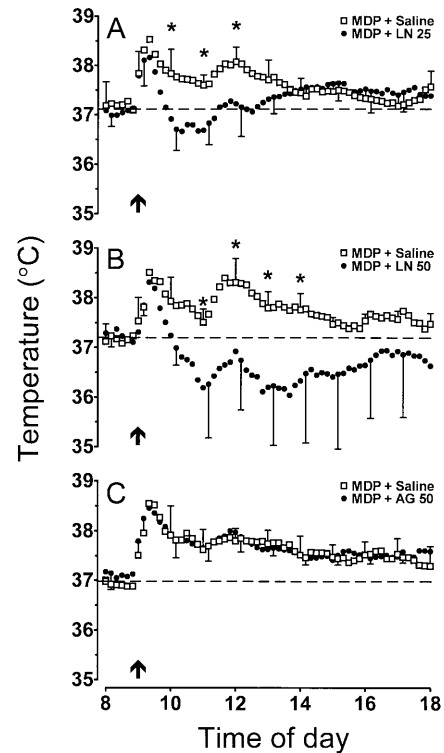 A
MDP + Saline
MDP + LN 25
39
38
37
36
35
* * *
B
MDP + Saline
MDP + LN 50
39
38
37
36
35
* * * *
C
MDP + Saline
MDP + AG 50
39
38
37
36
35
Temperature (°C)
8 10 12 14 16 18
Time of day